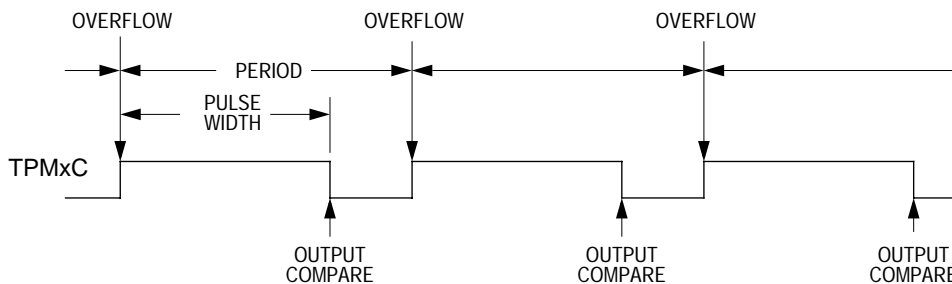 OVERFLOW OVERFLOW OVERFLOW
PERIOD
PULSE
WIDTH
TPMxC
OUTPUT
COMPARE
OUTPUT
COMPARE
OUTPUT
COMPARE